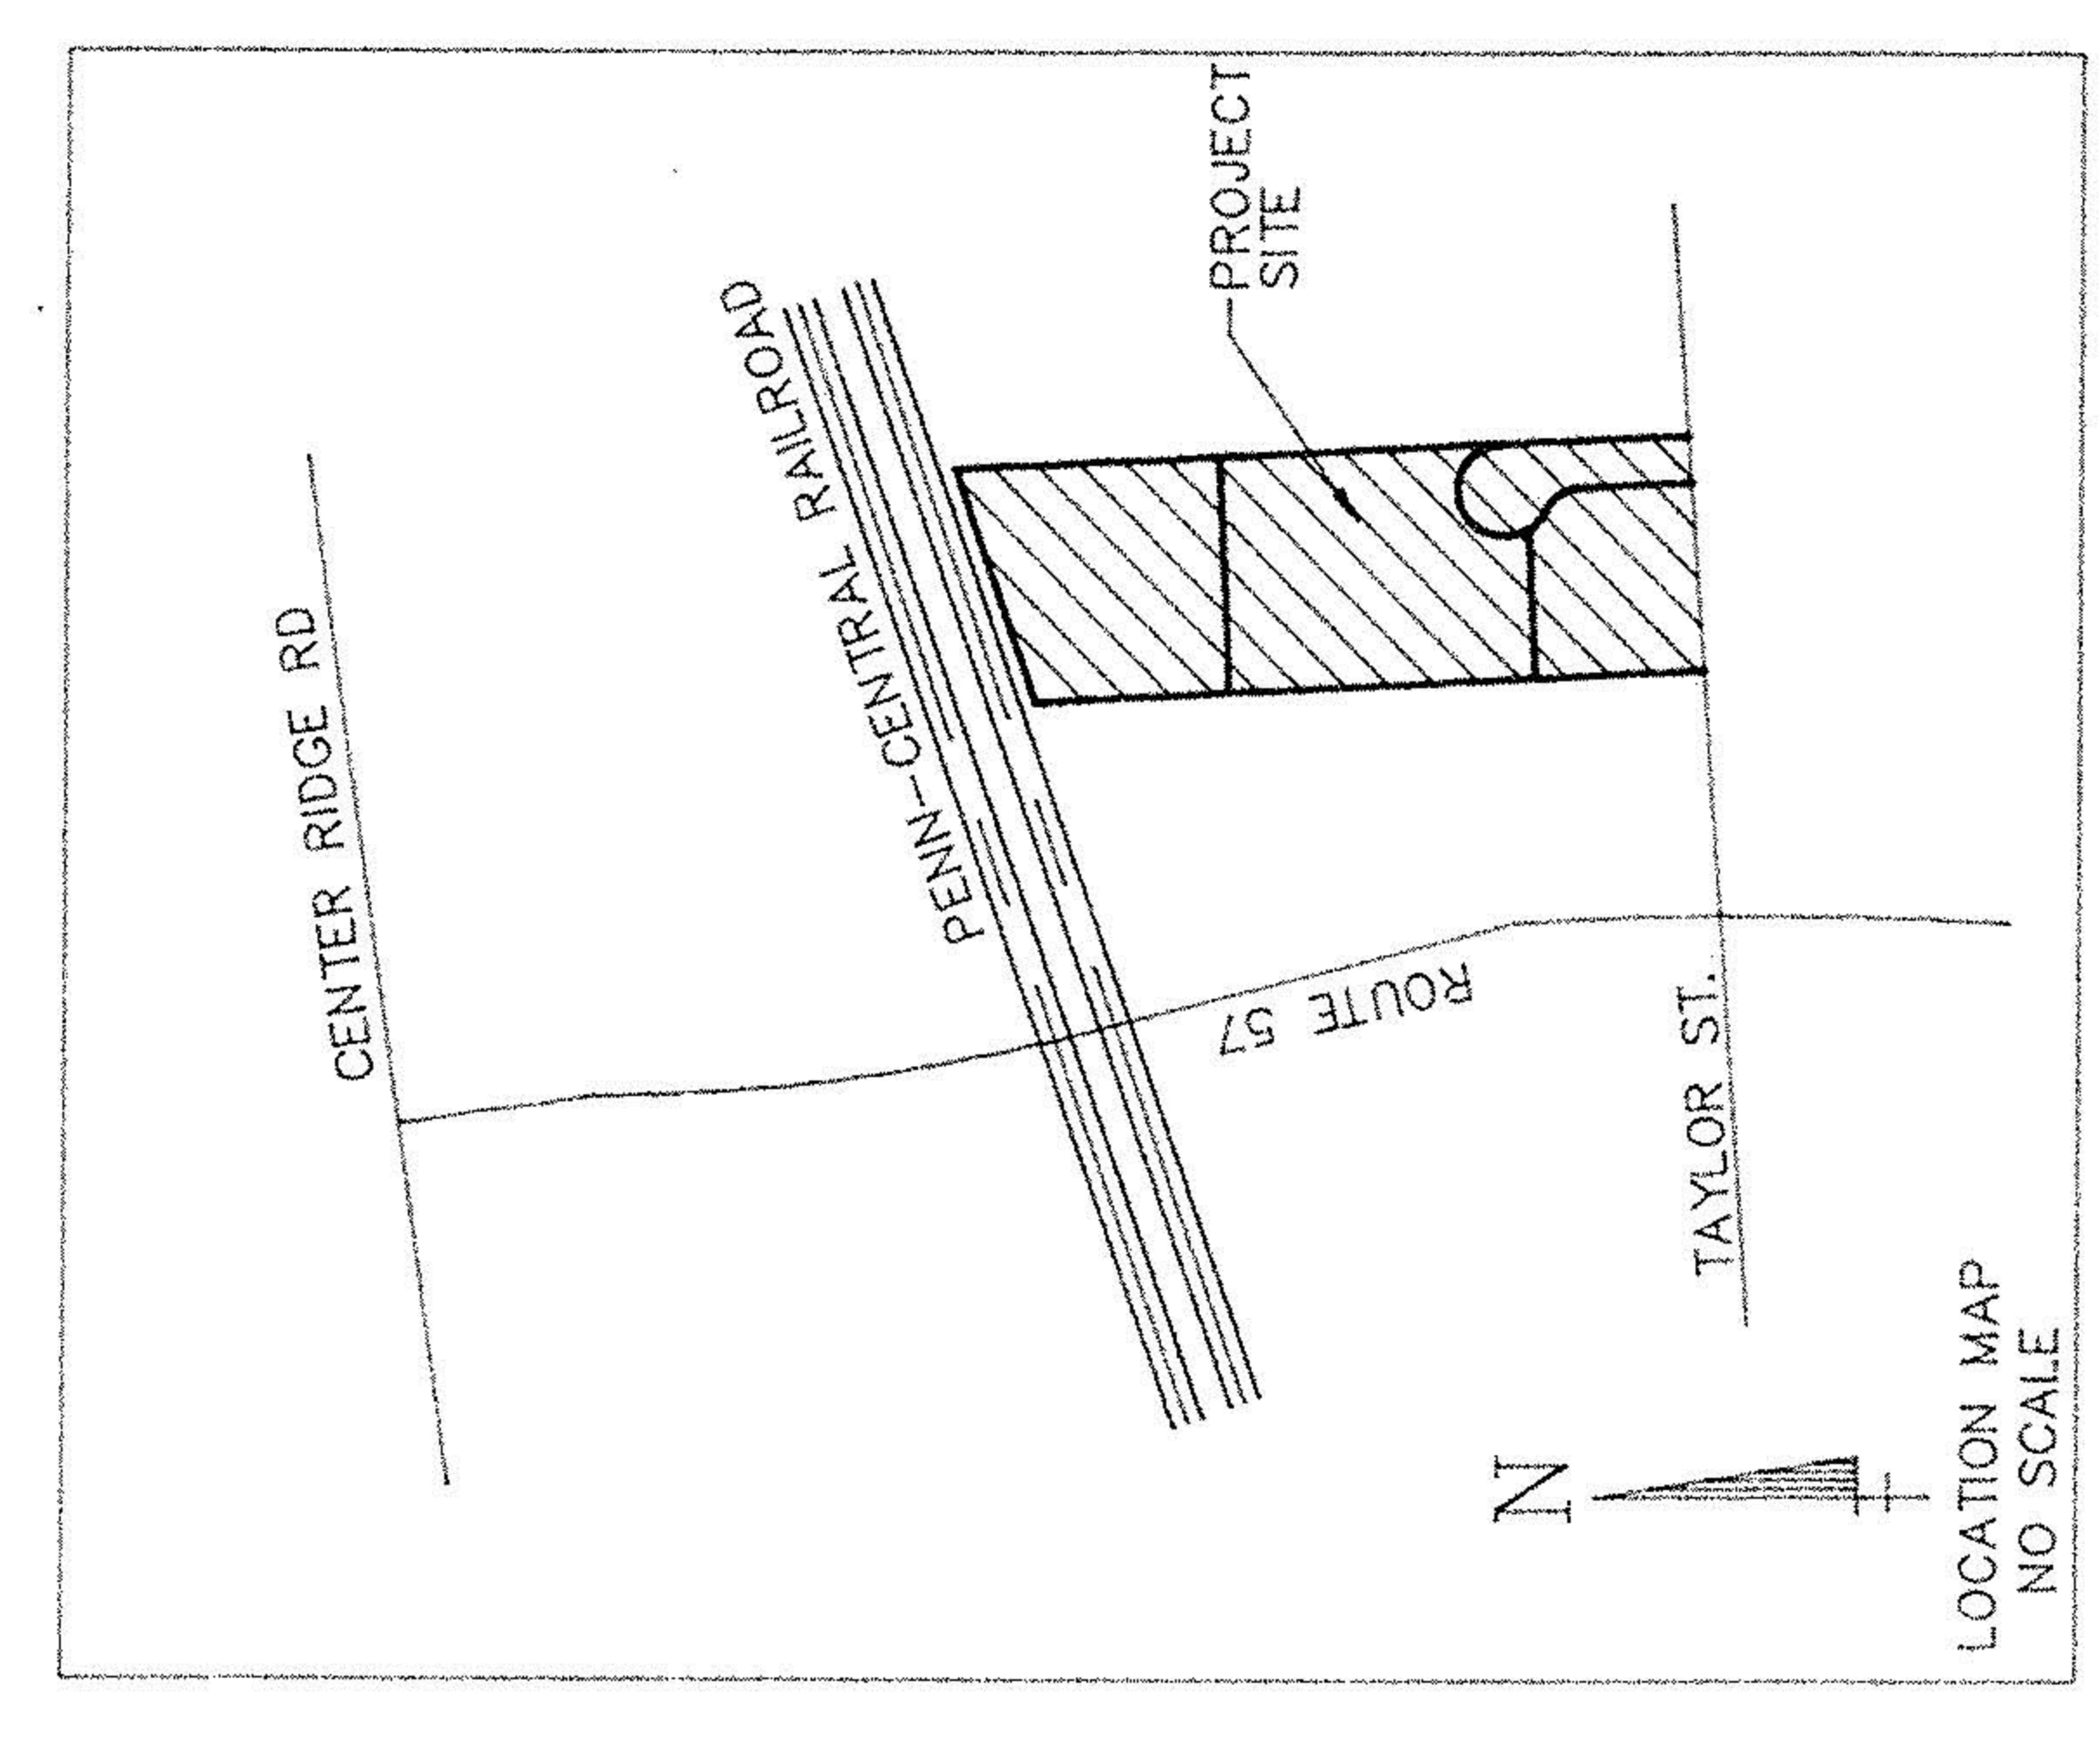 CENTER RIDGE RD
PENN-CENTRAL RAILROAD
PROJECT
SITE
ROUTE 57
TAYLOR ST.
N
LOCATION MAP
NO SCALE